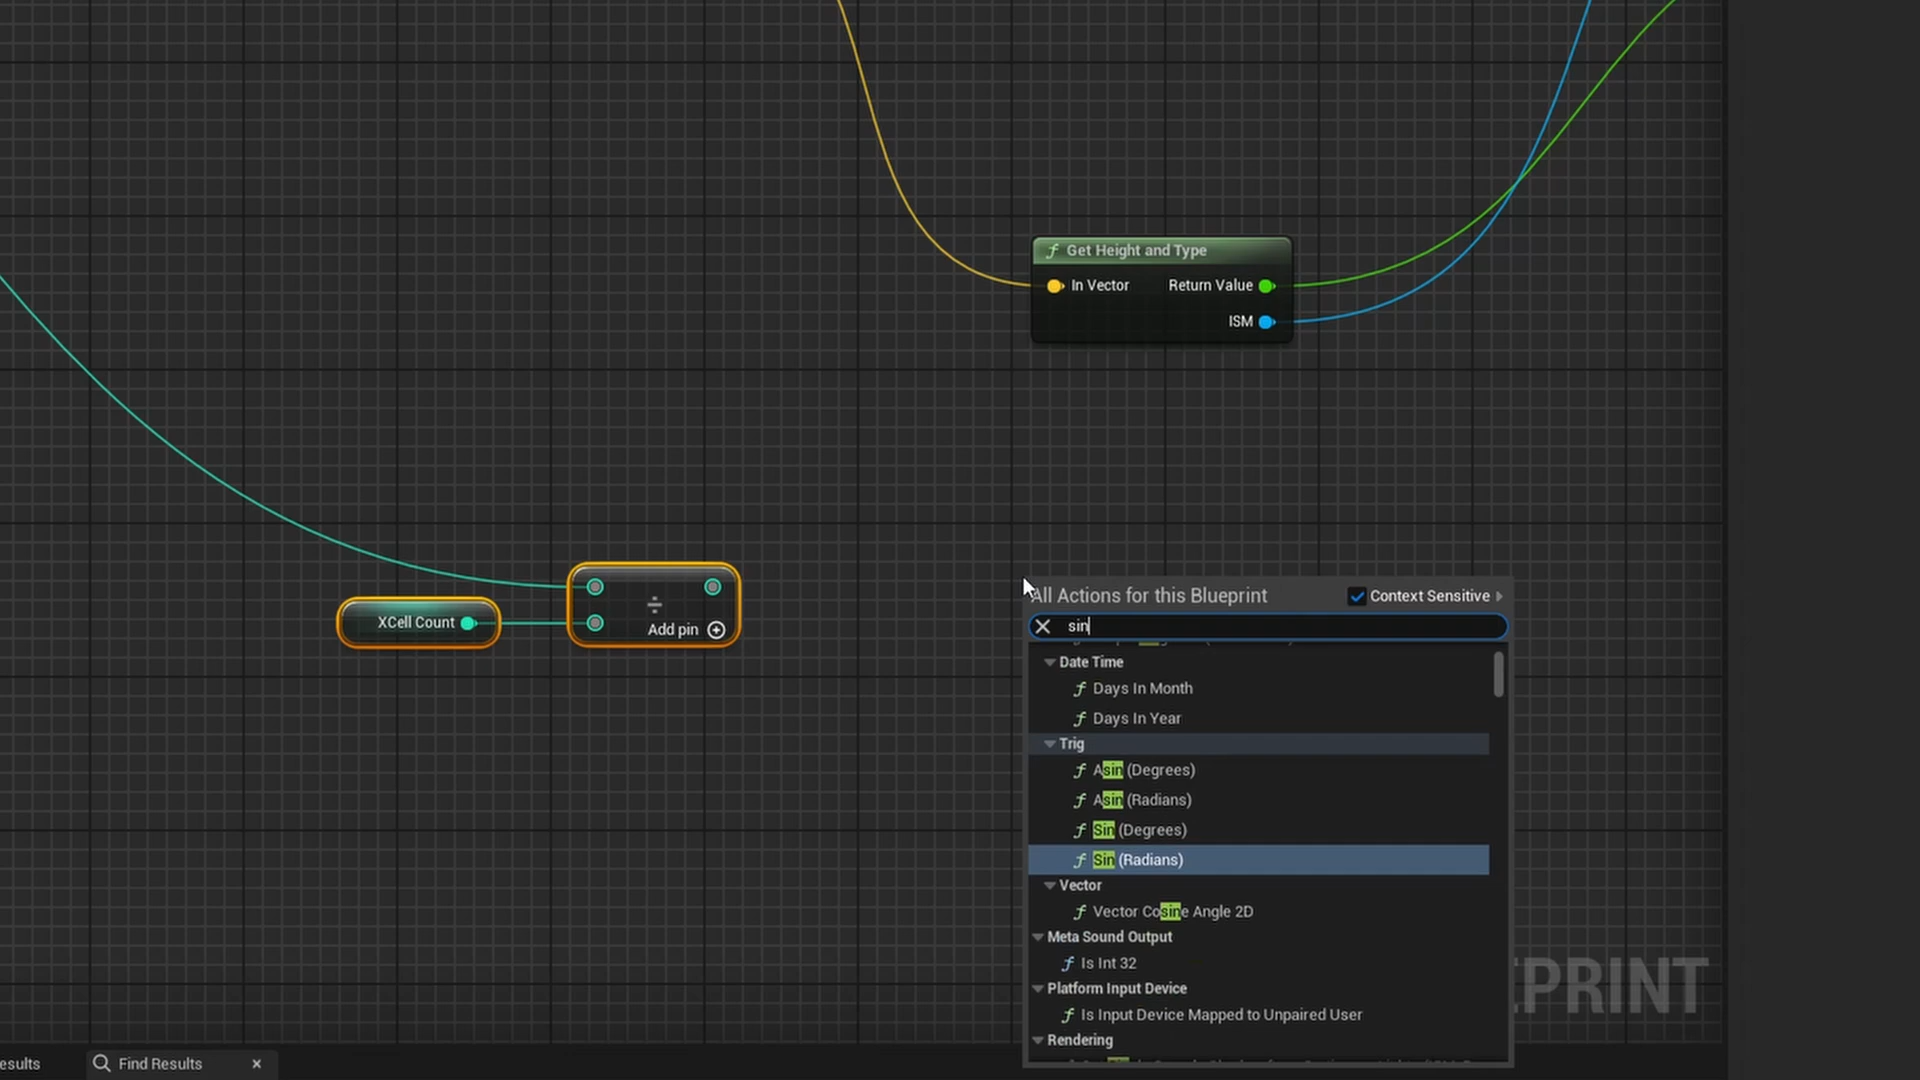 Get Height and Type
In Vector
Return Value
ISM
XCell Count
÷
Add pin
All Actions for this Blueprint
Context Sensitive
sin
Date Time
Days In Month
Days In Year
Trig
Asin (Degrees)
Asin (Radians)
Sin (Degrees)
Sin (Radians)
Vector
Vector Cosine Angle 2D
Meta Sound Output
Is Int 32
Platform Input Device
Is Input Device Mapped to Unpaired User
Rendering
EPRINT
esults
Find Results